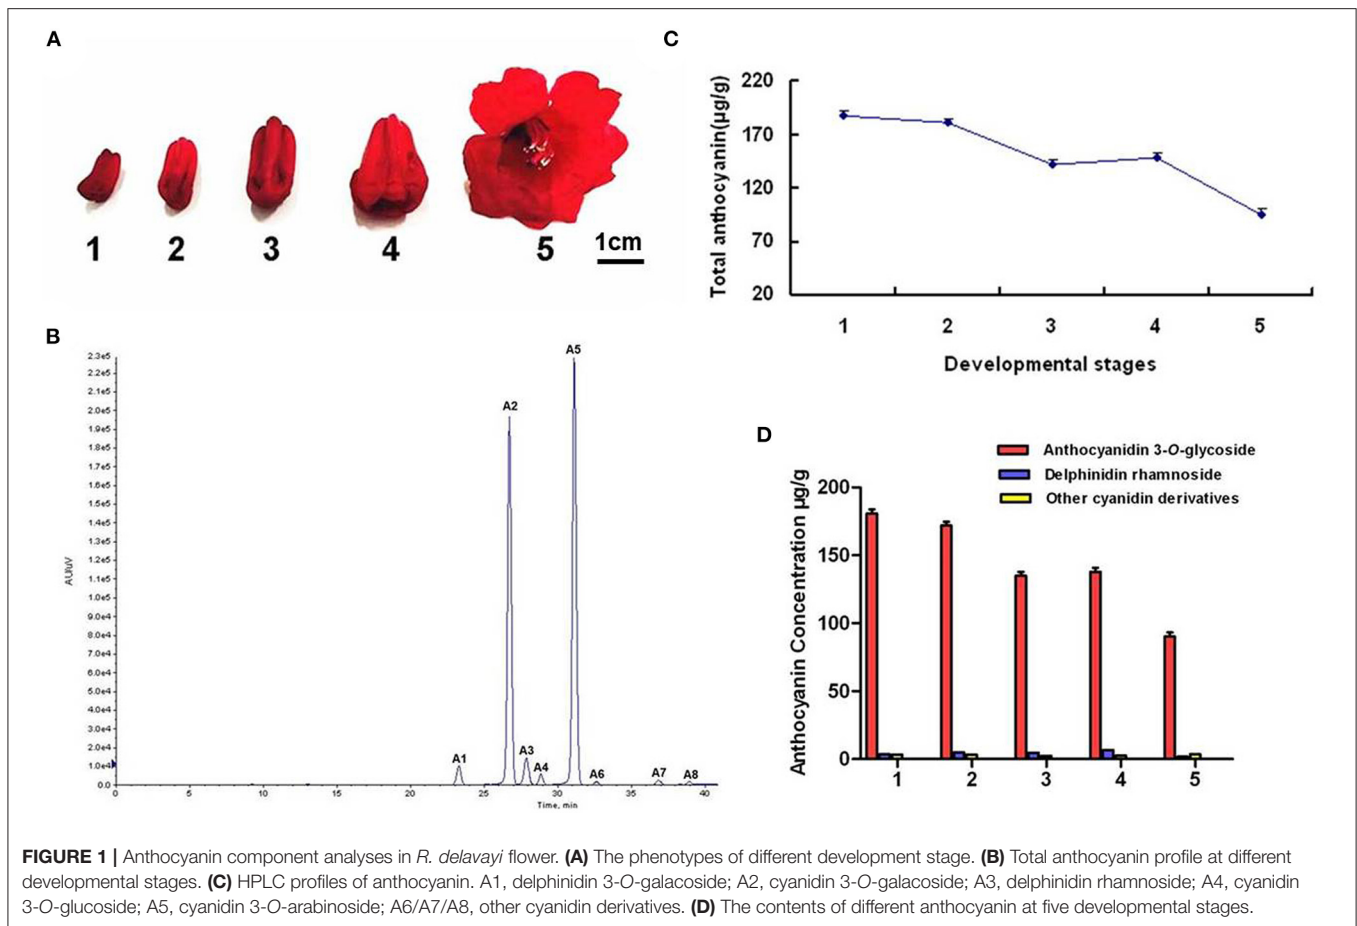 A
1
2
3
4
5
1cm
B
2.3e5
2.2e5
2.1e5
2.0e5
1.9e5
1.8e5
1.7e5
1.6e5
1.5e5
1.4e5
1.3e5
1.2e5
1.1e5
1.0e5
9.0e4
8.0e4
7.0e4
6.0e4
5.0e4
4.0e4
3.0e4
2.0e4
1.0e4
0.0
AU/uV
A1
A2
A3
A4
A5
A6
A7
A8
0
5
10
15
20
25
30
35
40
Time, min
C
Total anthocyanin(µg/g)
220
170
120
70
20
1
2
3
4
5
Developmental stages
D
Anthocyanin 3-O-glycoside
Delphinidin rhamnoside
Other cyanidin derivatives
Anthocyanin Concentration µg/g
200
150
100
50
0
1
2
3
4
5
FIGURE 1 | Anthocyanin component analyses in R. delavayi flower. (A) The phenotypes of different development stage. (B) Total anthocyanin profile at different
developmental stages. (C) HPLC profiles of anthocyanin. A1, delphinidin 3-O-galacoside; A2, cyanidin 3-O-galacoside; A3, delphinidin rhamnoside; A4, cyanidin
3-O-glucoside; A5, cyanidin 3-O-arabinoside; A6/A7/A8, other cyanidin derivatives. (D) The contents of different anthocyanin at five developmental stages.